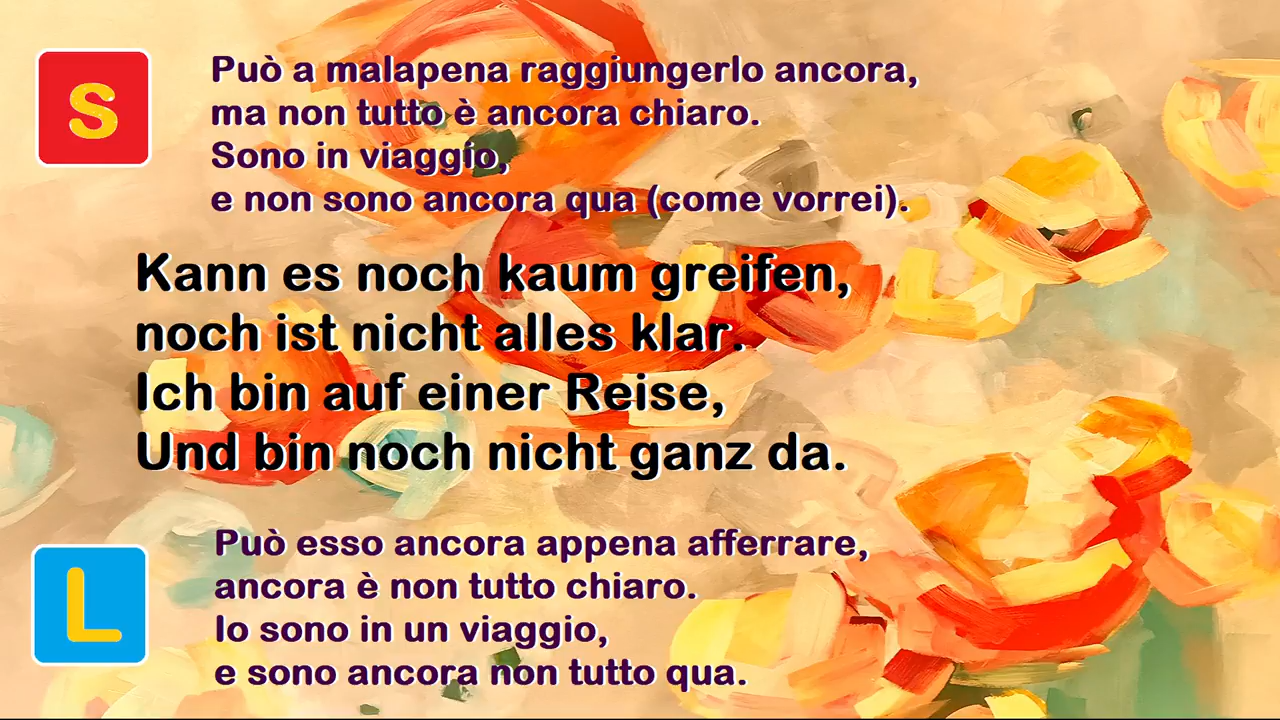 S
Può a malapena raggiungerlo ancora,
ma non tutto è ancora chiaro.
Sono in viaggio,
e non sono ancora qua (come vorrei).
Kann es noch kaum greifen,
noch ist nicht alles klar.
Ich bin auf einer Reise,
Und bin noch nicht ganz da.
L
Può esso ancora appena afferrare,
ancora è non tutto chiaro.
Io sono in un viaggio,
e sono ancora non tutto qua.